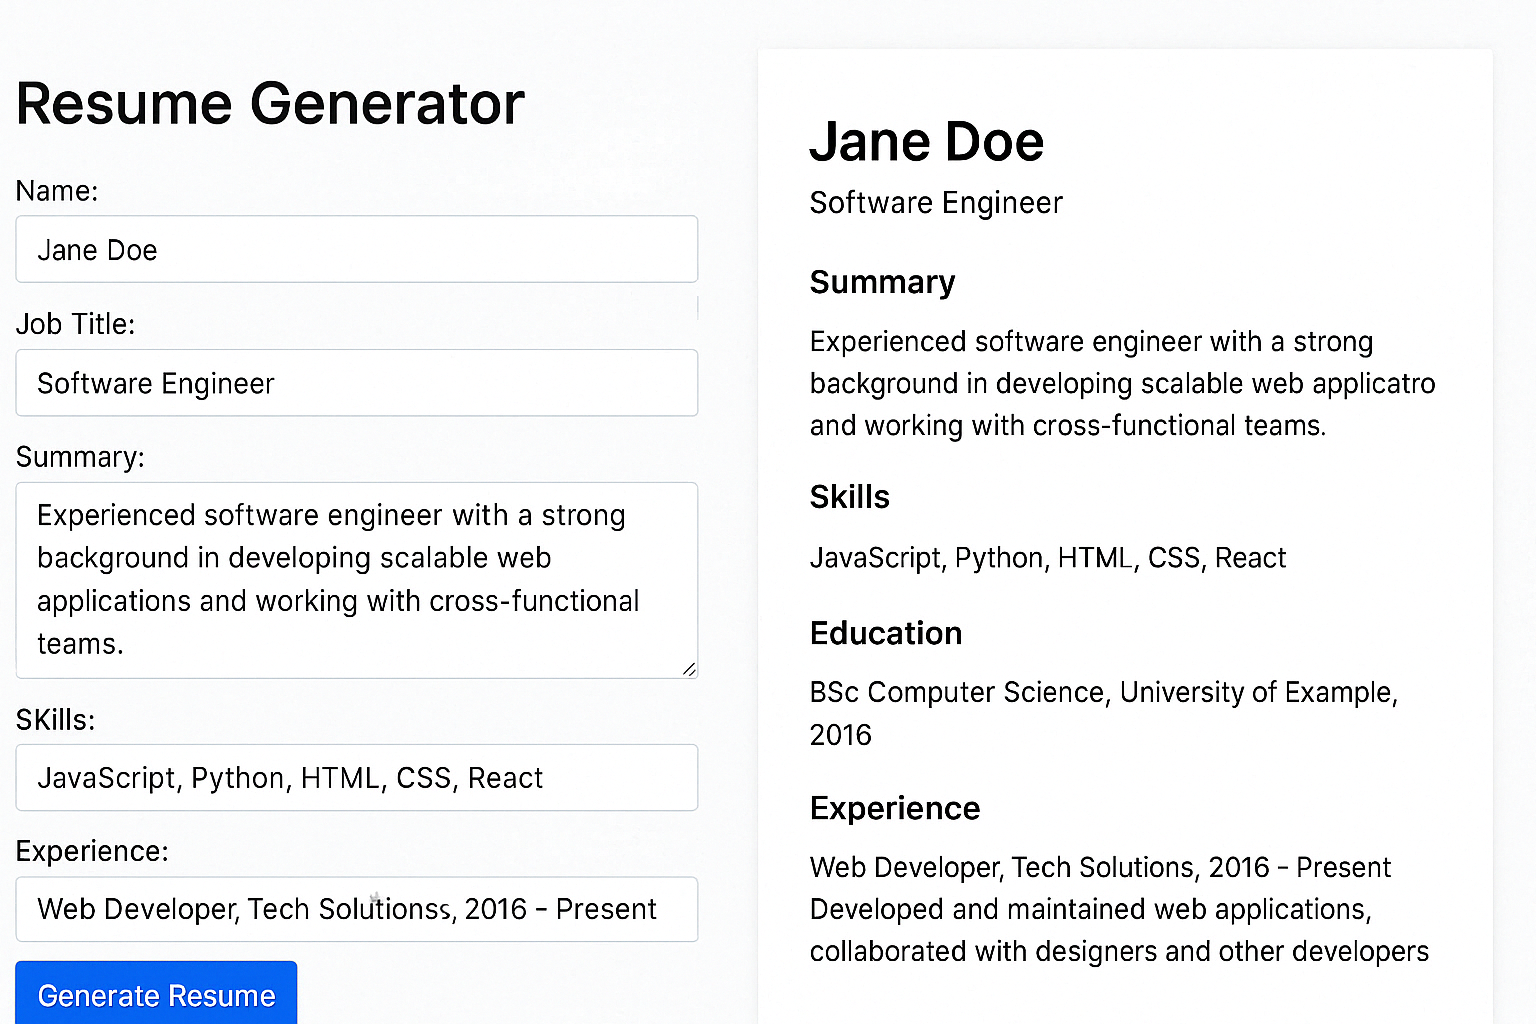 Resume Generator
Name:
Jane Doe
Job Title:
Software Engineer
Summary:
Experienced software engineer with a strong
background in developing scalable web
applications and working with cross-functional
teams.
SKills:
JavaScript, Python, HTML, CSS, React
Experience:
Web Developer, Tech Solutionss, 2016 – Present
Generate Resume
Jane Doe
Software Engineer
Summary
Experienced software engineer with a strong
background in developing scalable web applicatro
and working with cross-functional teams.
Skills
JavaScript, Python, HTML, CSS, React
Education
BSc Computer Science, University of Example,
2016
Experience
Web Developer, Tech Solutions, 2016 – Present
Developed and maintained web applications,
collaborated with designers and other developers